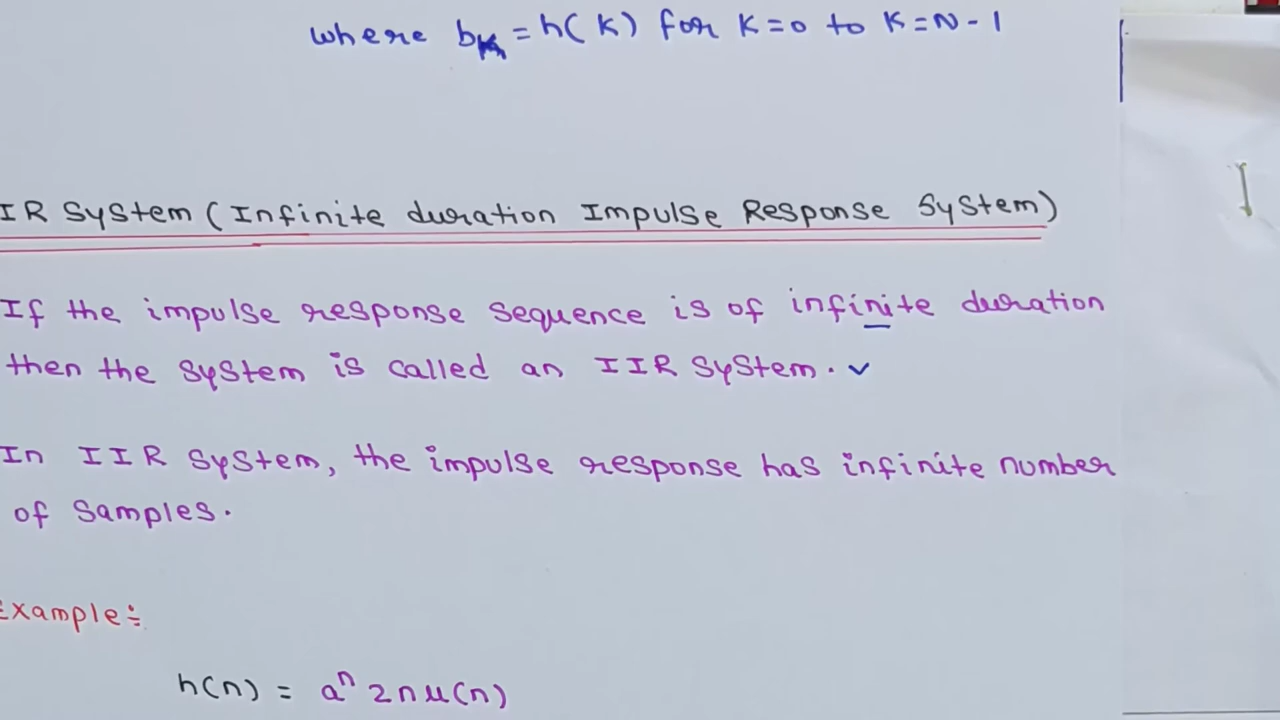 where bk = h(k) for k=0 to k=N-1
IR System (Infinite duration Impulse Response System)
If the impulse response sequence is of infinite duration
then the system is called an IIR System.
In IIR system, the impulse response has infinite number
of samples.
Example:
h(n) = aⁿ 2n u(n)